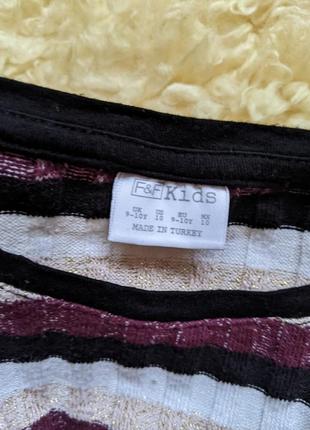 F&F Kids
UK US EU MX
9-10Y 10 9-10Y 10
MADE IN TURKEY